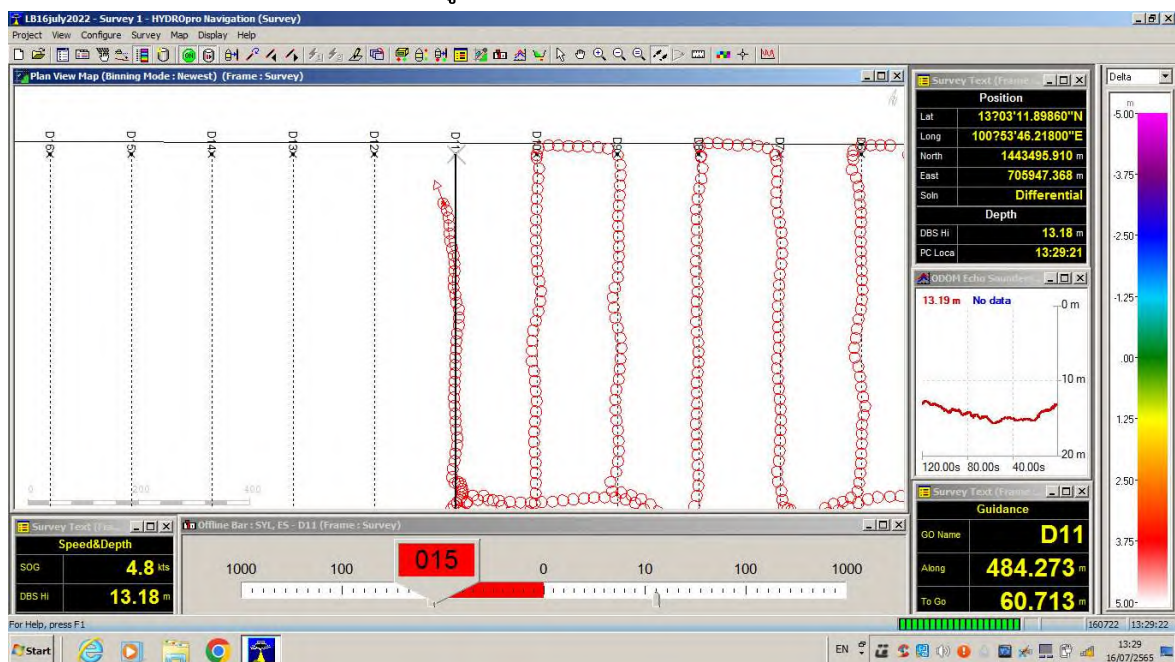 LB16july2022 - Survey 1 - HYDROpro Navigation (Survey)
Project View Configure Survey Map Display Help
Plan View Map (Binning Mode : Newest) (Frame : Survey)
D16 D15 D14 D13 D12 D11 D10 D9 D8 D7
0 200 400
Position
Lat 13?03'11.89860"N
Long 100?53'46.21800"E
North 1443495.910 m
East 705947.368 m
Soln Differential
Depth
DBS Hi 13.18 m
PC Loca 13:29:21
ODOM Echo Sounder
13.19 m No data
0 m
10 m
20 m
120.00s 80.00s 40.00s
Survey Text (Frame
Guidance
GO Name D11
Along 484.273 m
To Go 60.713 m
Delta
m
-5.00
-3.75
-2.50
-1.25
.00
1.25
2.50
3.75
5.00
Survey Text (Fra...
Speed&Depth
SOG 4.8 kts
DBS Hi 13.18 m
Offline Bar : SYL, ES - D11 (Frame : Survey)
015
1000 100 0 10 100 1000
For Help, press F1
160722 13:29:22
Start
EN
13:29
16/07/2565